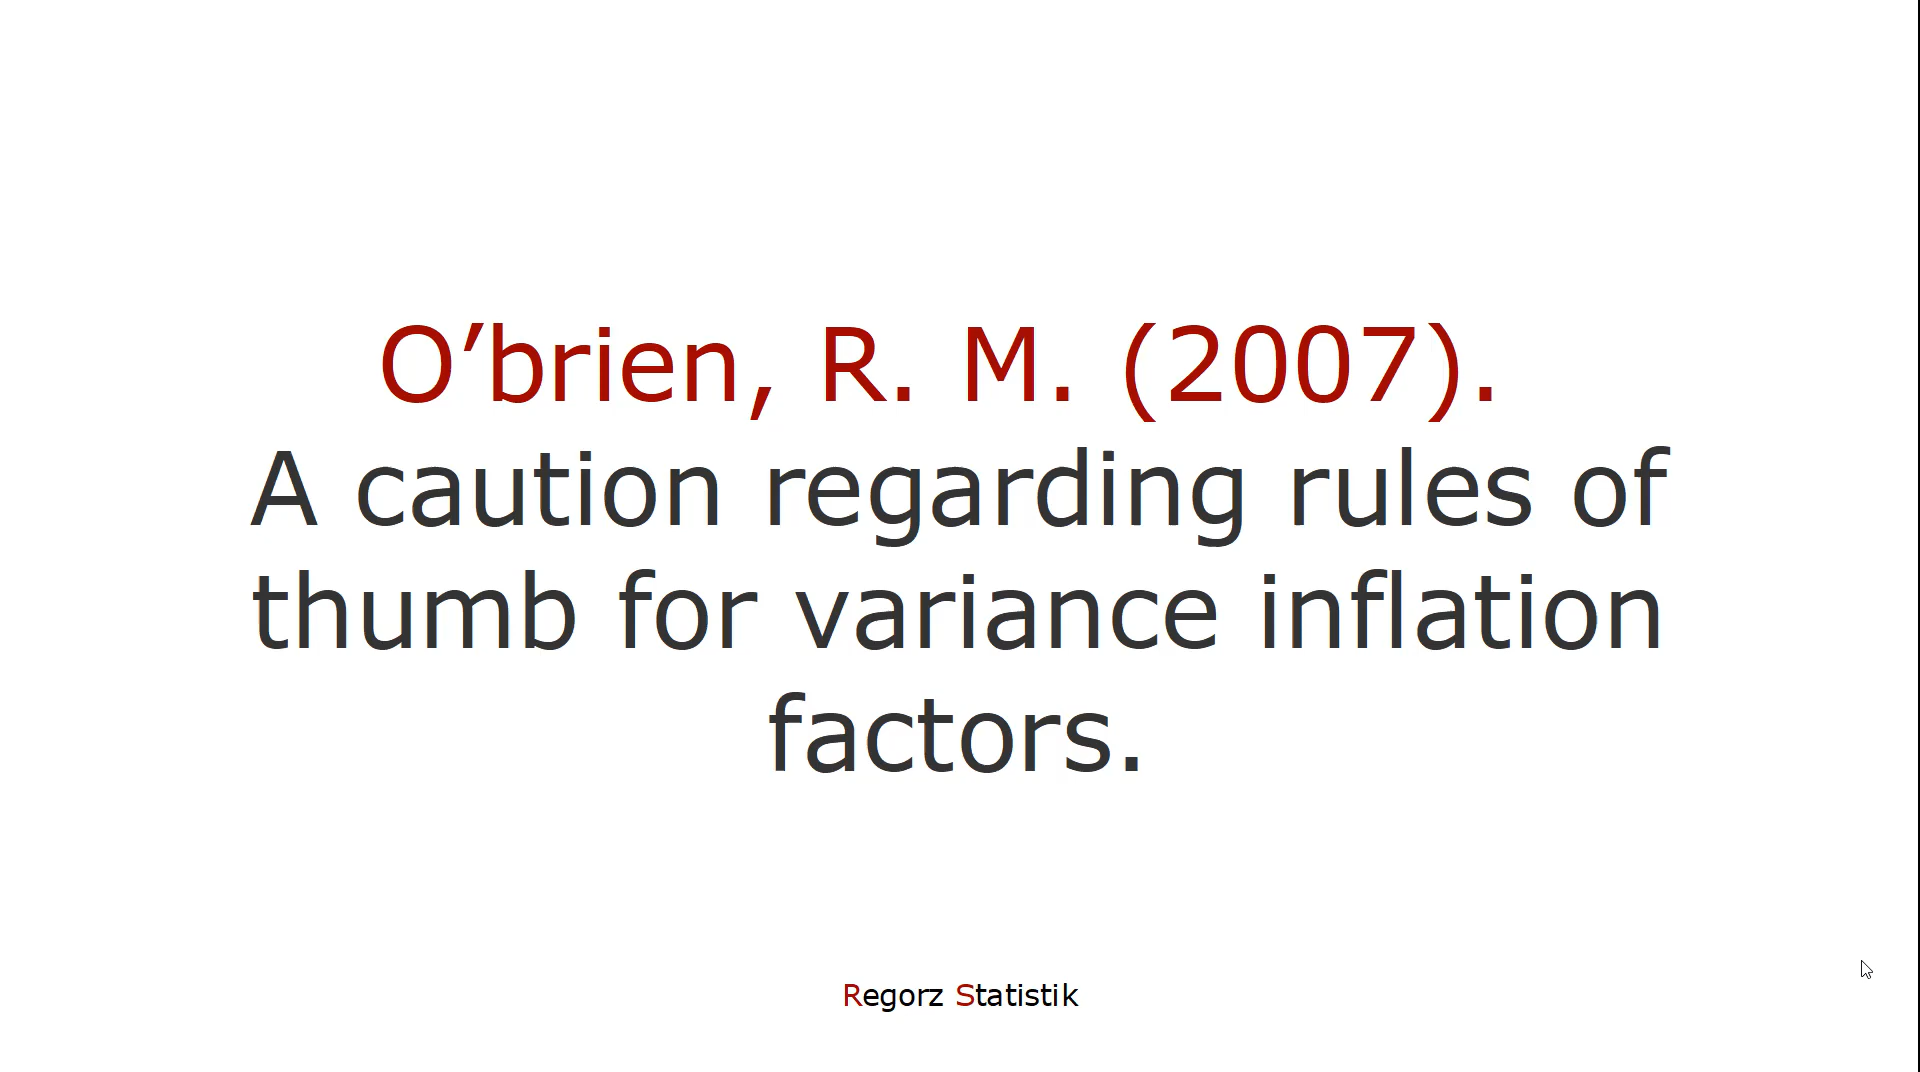 O’brien, R. M. (2007).
A caution regarding rules of
thumb for variance inflation
factors.
Regorz Statistik